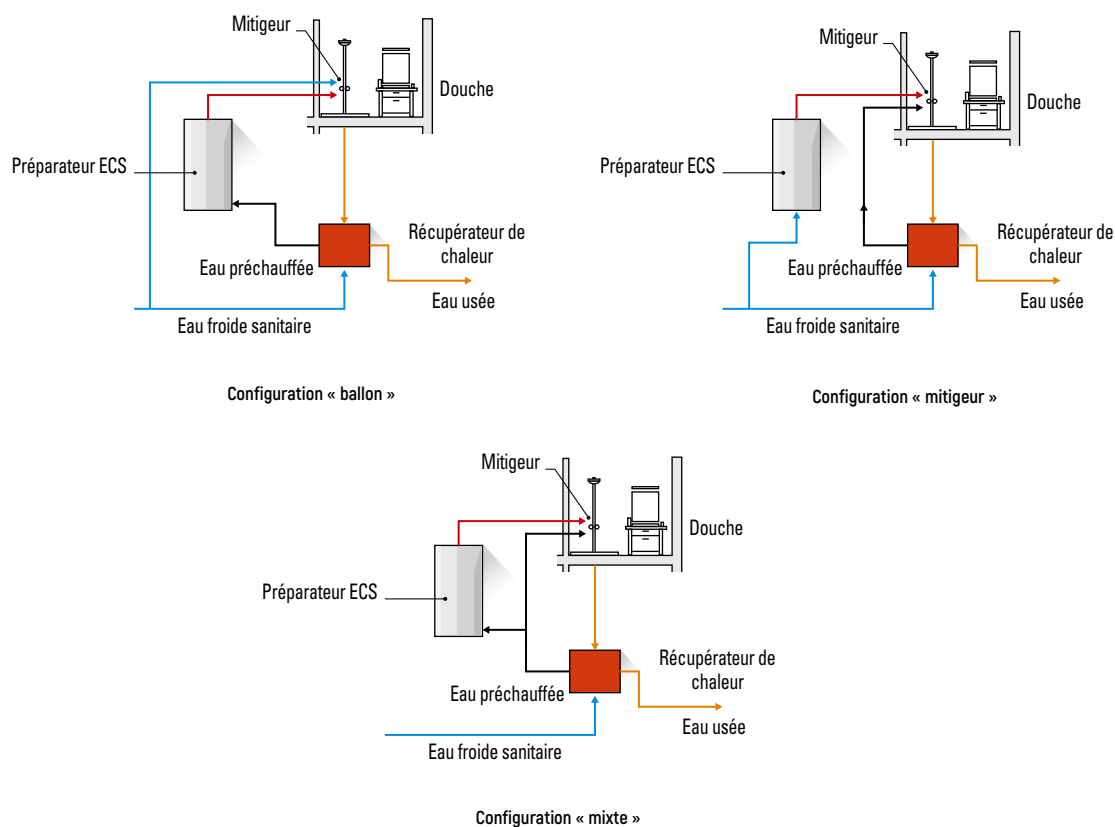 Mitigeur
Douche
Préparateur ECS
Récupérateur de
chaleur
Eau préchauffée
Eau usée
Eau froide sanitaire
Configuration « ballon »
Mitigeur
Douche
Préparateur ECS
Récupérateur de
chaleur
Eau préchauffée
Eau usée
Eau froide sanitaire
Configuration « mitigeur »
Mitigeur
Douche
Préparateur ECS
Récupérateur de
chaleur
Eau préchauffée
Eau usée
Eau froide sanitaire
Configuration « mixte »